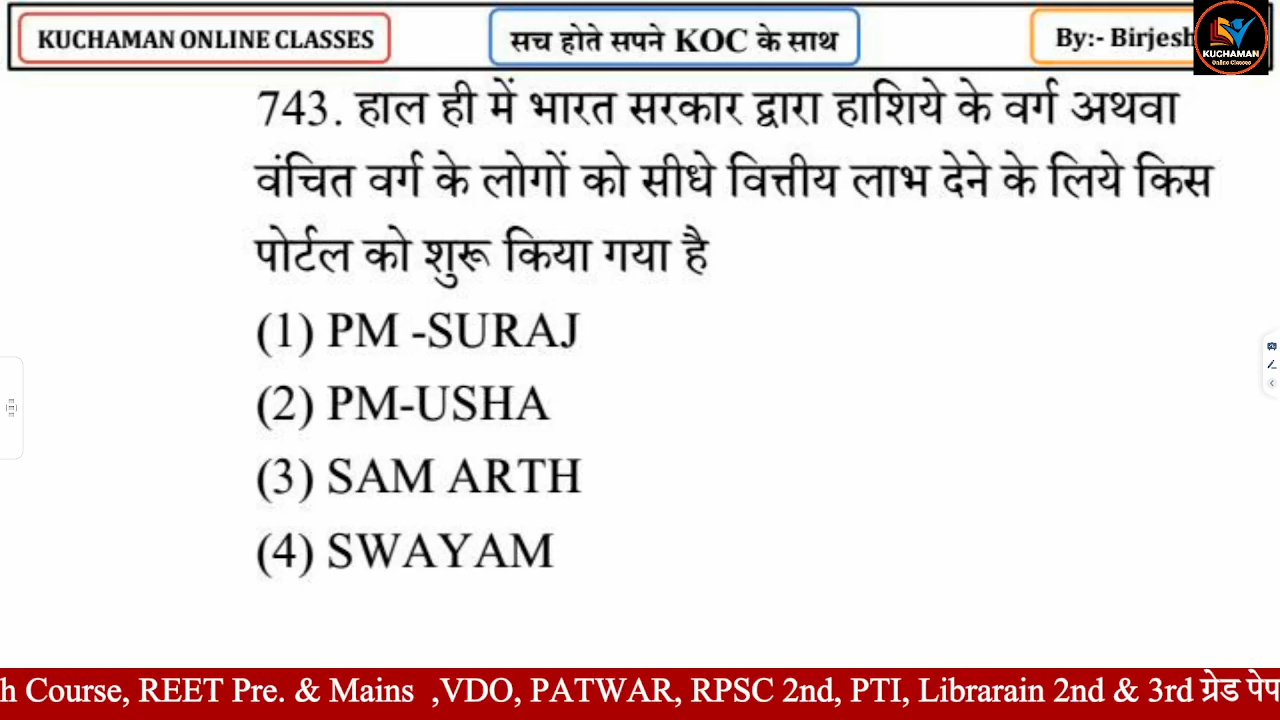 KUCHAMAN ONLINE CLASSES
सच होते सपने KOC के साथ
By:- Birjesh
KUCHAMAN
Online Classes
743. हाल ही में भारत सरकार द्वारा हाशिये के वर्ग अथवा
वंचित वर्ग के लोगों को सीधे वित्तीय लाभ देने के लिये किस
पोर्टल को शुरू किया गया है
(1) PM -SURAJ
(2) PM-USHA
(3) SAM ARTH
(4) SWAYAM
h Course, REET Pre. & Mains ,VDO, PATWAR, RPSC 2nd, PTI, Librarain 2nd & 3rd ग्रेड पेप